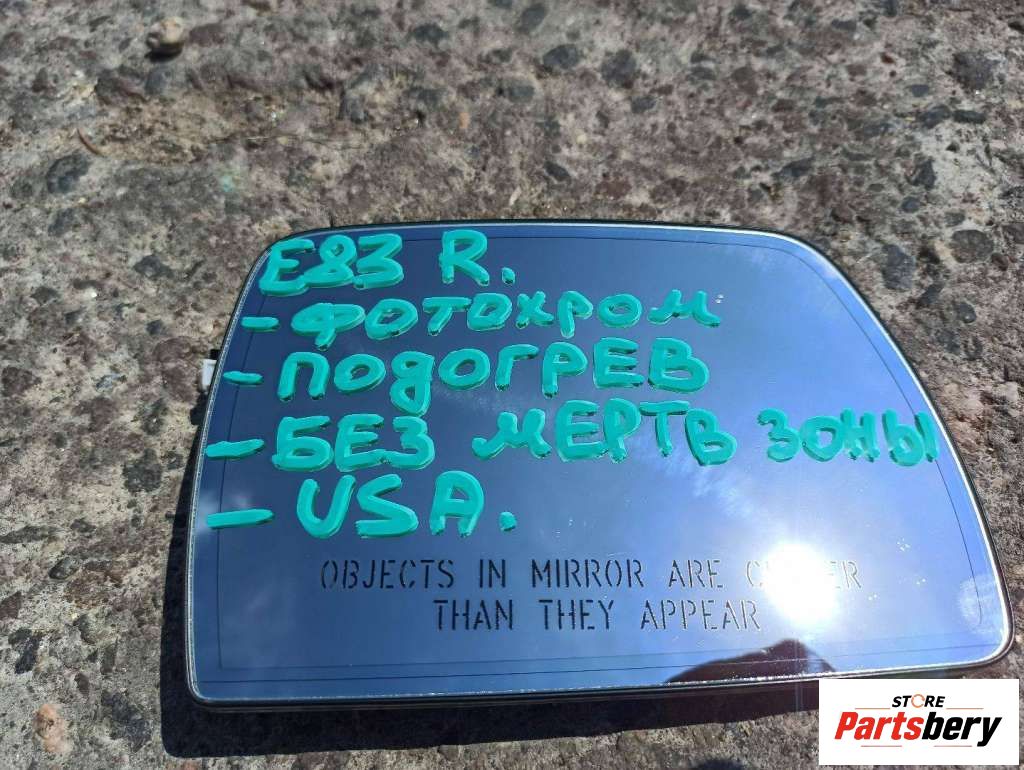 E83 R.
- ФОТОХРОМ
- ПОДОГРЕВ
- БЕЗ МЕРТВ ЗОНЫ
- USA.
OBJECTS IN MIRROR ARE
THAN THEY APPEAR
STORE
Partsbery